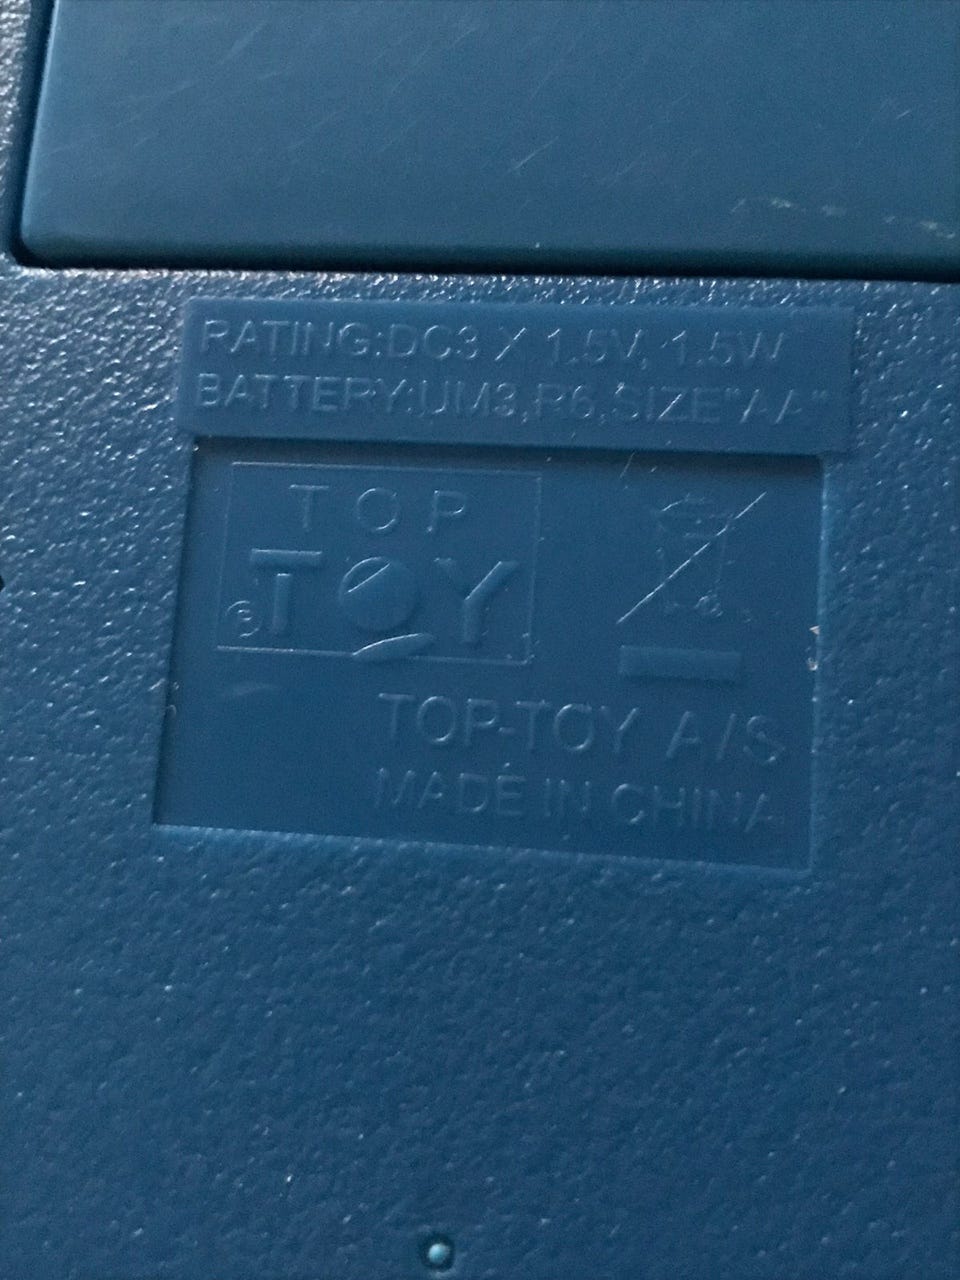 RATING:DC3 X 1.5V, 1.5W
BATTERY:UM3,R6,SIZE"AA"
TOP
TOY
®
TOP-TOY A/S
MADE IN CHINA